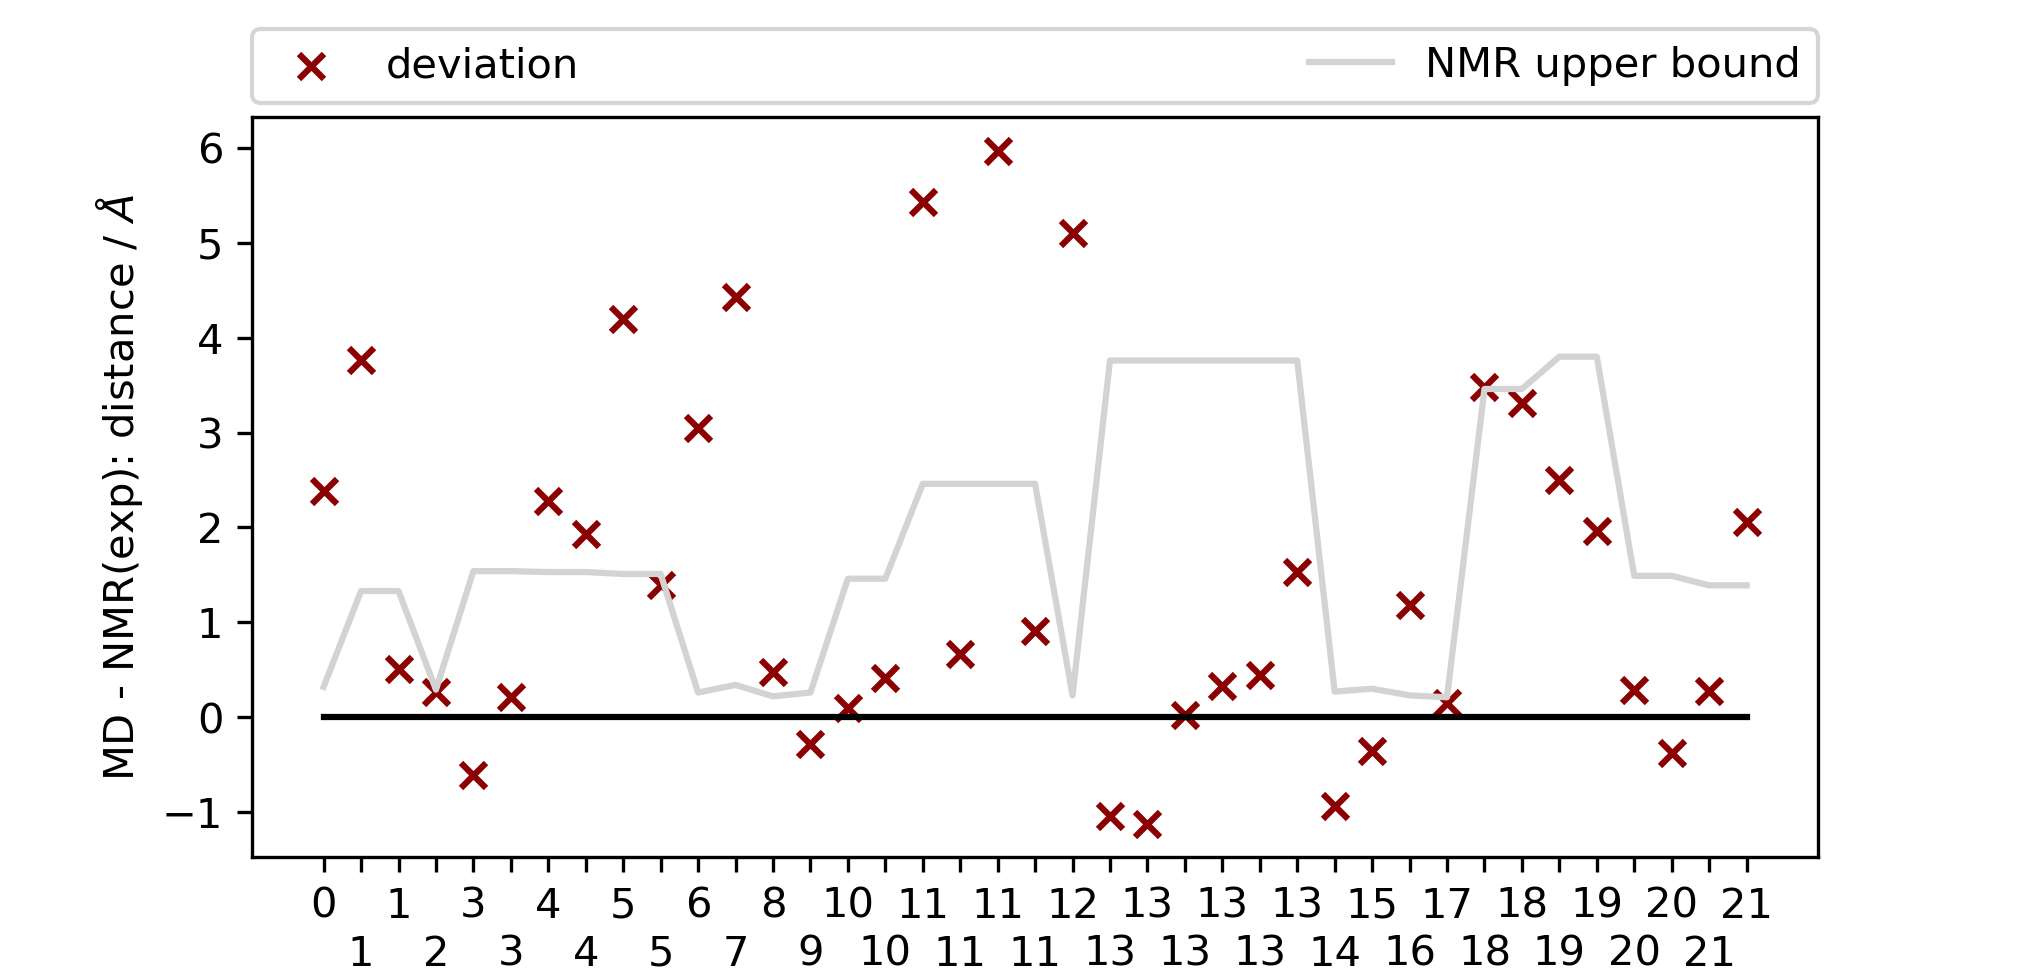 deviation NMR upper bound
MD - NMR(exp): distance / Å
6
5
4
3
2
1
0
−1
0 1 3 4 5 6 8 10 11 11 12 13 13 13 15 17 18 19 20 21
1 2 3 4 5 7 9 10 11 11 13 13 13 14 16 18 19 20 21